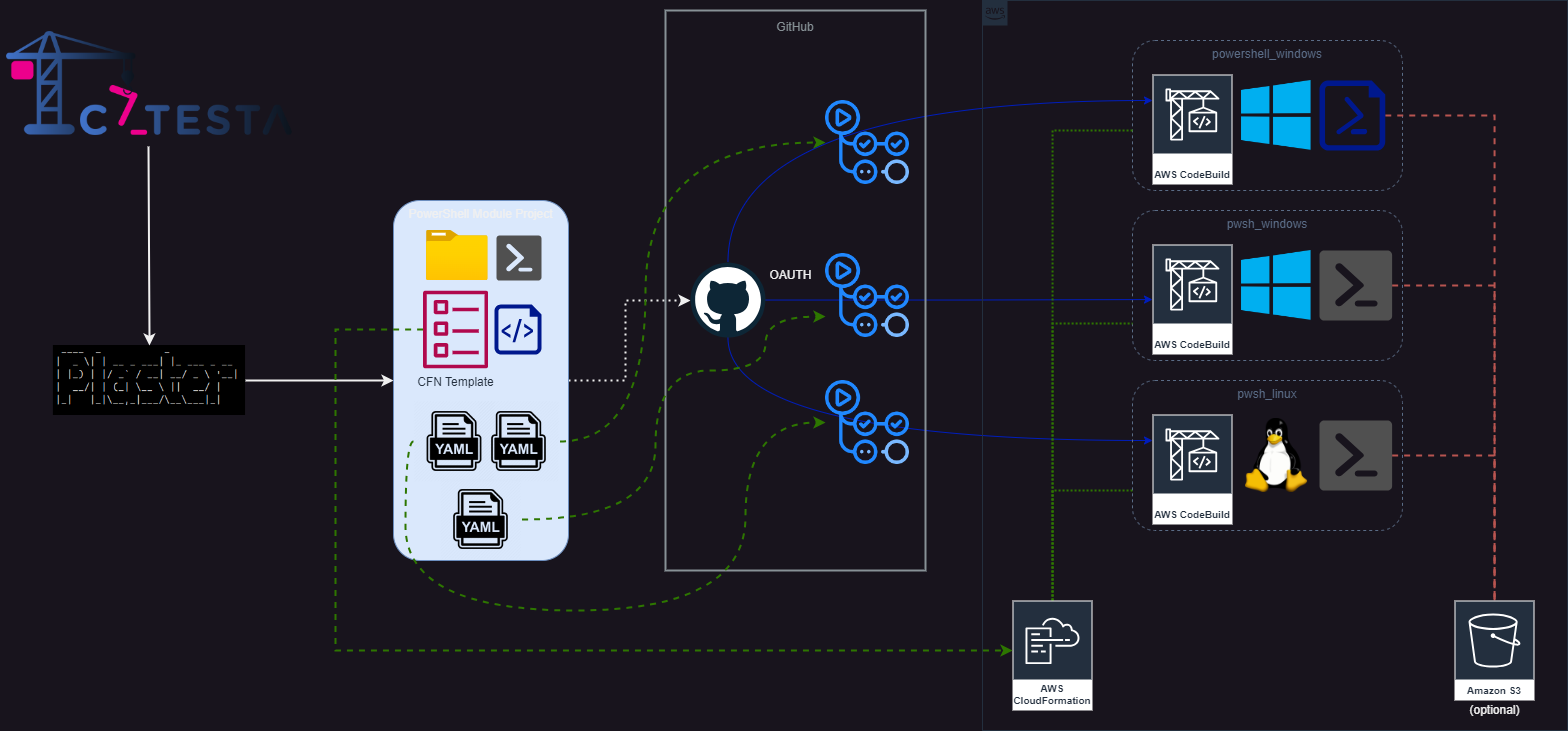 GitHub
aws
powershell_windows
C TESTA
AWS CodeBuild
PowerShell Module Project
pwsh_windows
OAUTH
AWS CodeBuild
CFN Template
pwsh_linux
YAML
YAML
AWS CodeBuild
YAML
AWS
CloudFormation
Amazon S3
(optional)